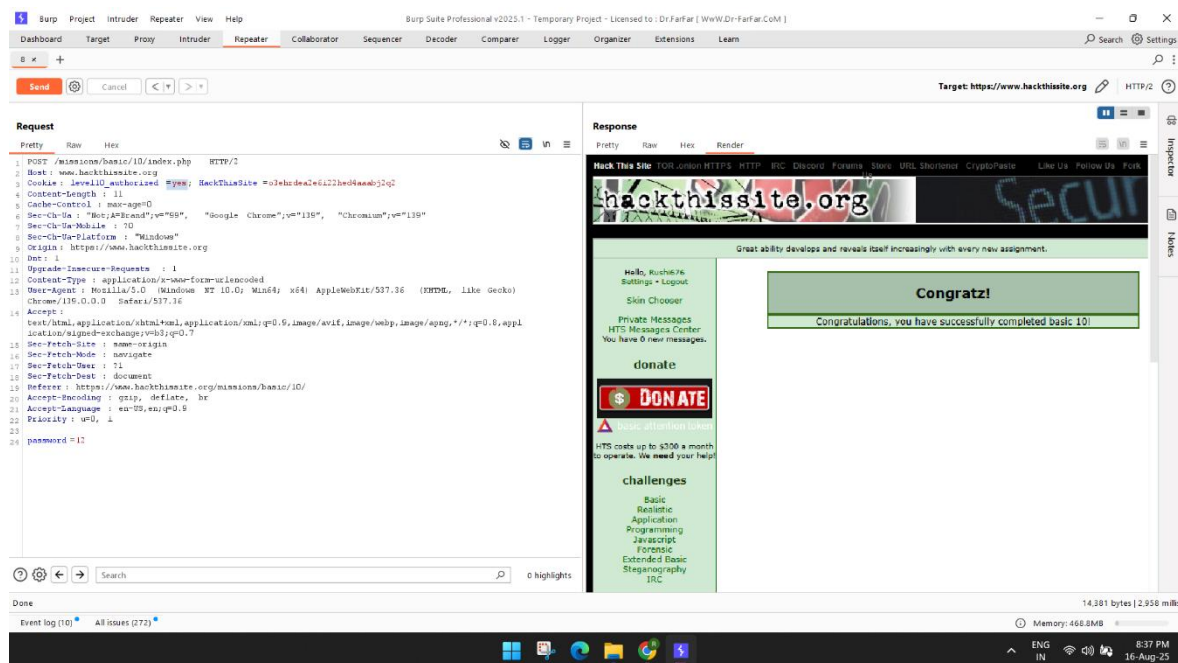 Burp Project Intruder Repeater View Help
Burp Suite Professional v2025.1 - Temporary Project - Licensed to : Dr.FarFar [ WwW.Dr-FarFar.CoM ]
Dashboard Target Proxy Intruder Repeater Collaborator Sequencer Decoder Comparer Logger Organizer Extensions Learn
Search Settings
8 × +
Send Cancel < >
Target: https://www.hackthissite.org HTTP/2
Request
Pretty Raw Hex
\n
1 POST /missions/basic/10/index.php HTTP/2
2 Host: www.hackthissite.org
3 Cookie: level10_authorized =yes; HackThisSite =o3ehrdea2e6i22hed4aaabj2q2
4 Content-Length : 11
5 Cache-Control : max-age=0
6 Sec-Ch-Ua : "Not;A=Brand";v="99", "Google Chrome";v="139", "Chromium";v="139"
7 Sec-Ch-Ua-Mobile : ?0
8 Sec-Ch-Ua-Platform : "Windows"
9 Origin : https://www.hackthissite.org
10 Dnt: 1
11 Upgrade-Insecure-Requests : 1
12 Content-Type : application/x-www-form-urlencoded
13 User-Agent : Mozilla/5.0 (Windows NT 10.0; Win64; x64) AppleWebKit/537.36 (KHTML, like Gecko)
Chrome/139.0.0.0 Safari/537.36
14 Accept :
text/html,application/xhtml+xml,application/xml;q=0.9,image/avif,image/webp,image/apng,*/*;q=0.8,appl
ication/signed-exchange;v=b3;q=0.7
15 Sec-Fetch-Site : same-origin
16 Sec-Fetch-Mode : navigate
17 Sec-Fetch-User : ?1
18 Sec-Fetch-Dest : document
19 Referer : https://www.hackthissite.org/missions/basic/10/
20 Accept-Encoding : gzip, deflate, br
21 Accept-Language : en-US,en;q=0.9
22 Priority : u=0, i
23
24 password =12
Search
0 highlights
Response
Pretty Raw Hex Render
\n
Hack This Site TOR .onion HTTPS HTTP IRC Discord Forums Store URL Shortener CryptoPaste Like Us Follow Us Fork
Us
hackthissite.org
Secur
Great ability develops and reveals itself increasingly with every new assignment.
Hello, Rushi676
Settings • Logout
Skin Chooser
Private Messages
HTS Messages Center
You have 0 new messages.
donate
$ DONATE
basic attention token
HTS costs up to $300 a month
to operate. We need your help!
challenges
Basic
Realistic
Application
Programming
Javascript
Forensic
Extended Basic
Steganography
IRC
Congratz!
Congratulations, you have successfully completed basic 10!
Inspector
Notes
Done
14,381 bytes | 2,958 milli
Event log (10) All issues (272)
Memory: 468.8MB
ENG
IN
8:37 PM
16-Aug-25